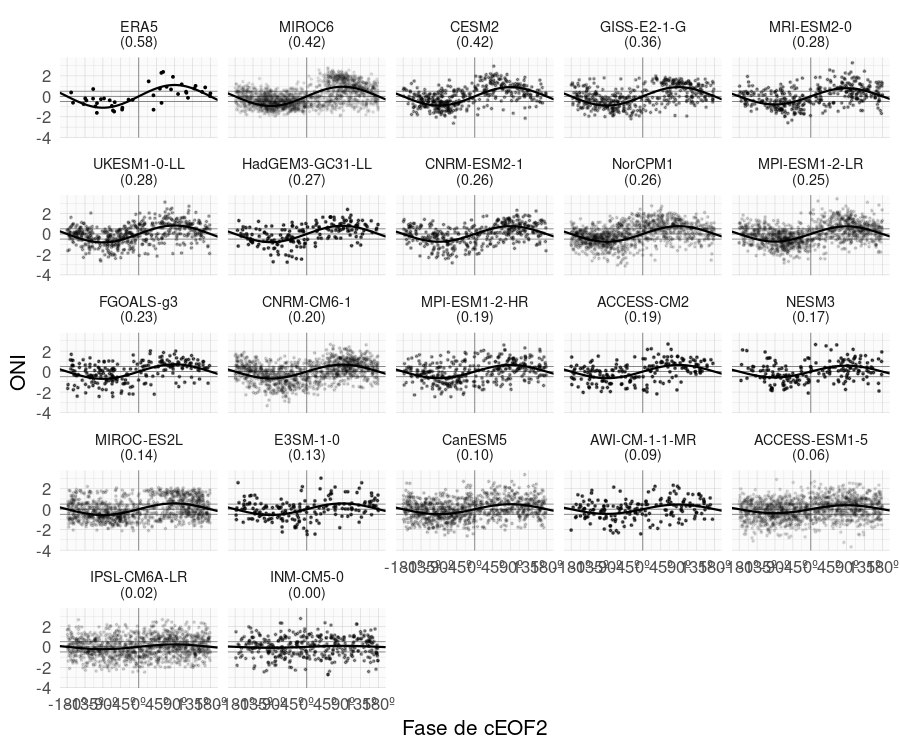 ERA5 MIROC6 CESM2 GISS-E2-1-G MRI-ESM2-0
(0.58) (0.42) (0.42) (0.36) (0.28)
2
0
-2
-4
UKESM1-0-LL HadGEM3-GC31-LL CNRM-ESM2-1 NorCPM1 MPI-ESM1-2-LR
(0.28) (0.27) (0.26) (0.26) (0.25)
2
0
-2
-4
FGOALS-g3 CNRM-CM6-1 MPI-ESM1-2-HR ACCESS-CM2 NESM3
(0.23) (0.20) (0.19) (0.19) (0.17)
ONI
2
0
-2
-4
MIROC-ES2L E3SM-1-0 CanESM5 AWI-CM-1-1-MR ACCESS-ESM1-5
(0.14) (0.13) (0.10) (0.09) (0.06)
2
0
-2
-4
IPSL-CM6A-LR INM-CM5-0
(0.02) (0.00)
2
0
-2
-4
Fase de cEOF2